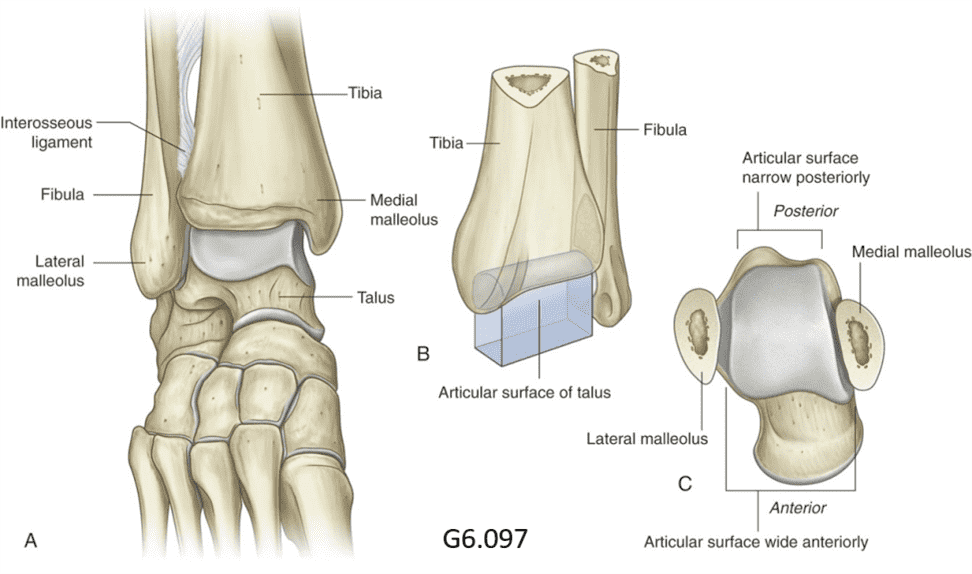 Tibia
Interosseous
ligament
Fibula
Medial
malleolus
Lateral
malleolus
Talus
A
Tibia
Fibula
B
Articular surface of talus
Articular surface
narrow posteriorly
Posterior
Medial malleolus
Lateral malleolus
C
Anterior
Articular surface wide anteriorly
G6.097